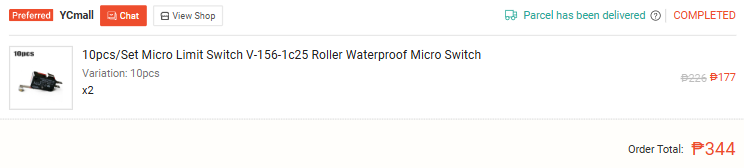 Preferred YCmall Chat View Shop Parcel has been delivered ? COMPLETED
10pcs
10pcs/Set Micro Limit Switch V-156-1c25 Roller Waterproof Micro Switch
Variation: 10pcs
x2
₱226 ₱177
Order Total: ₱344